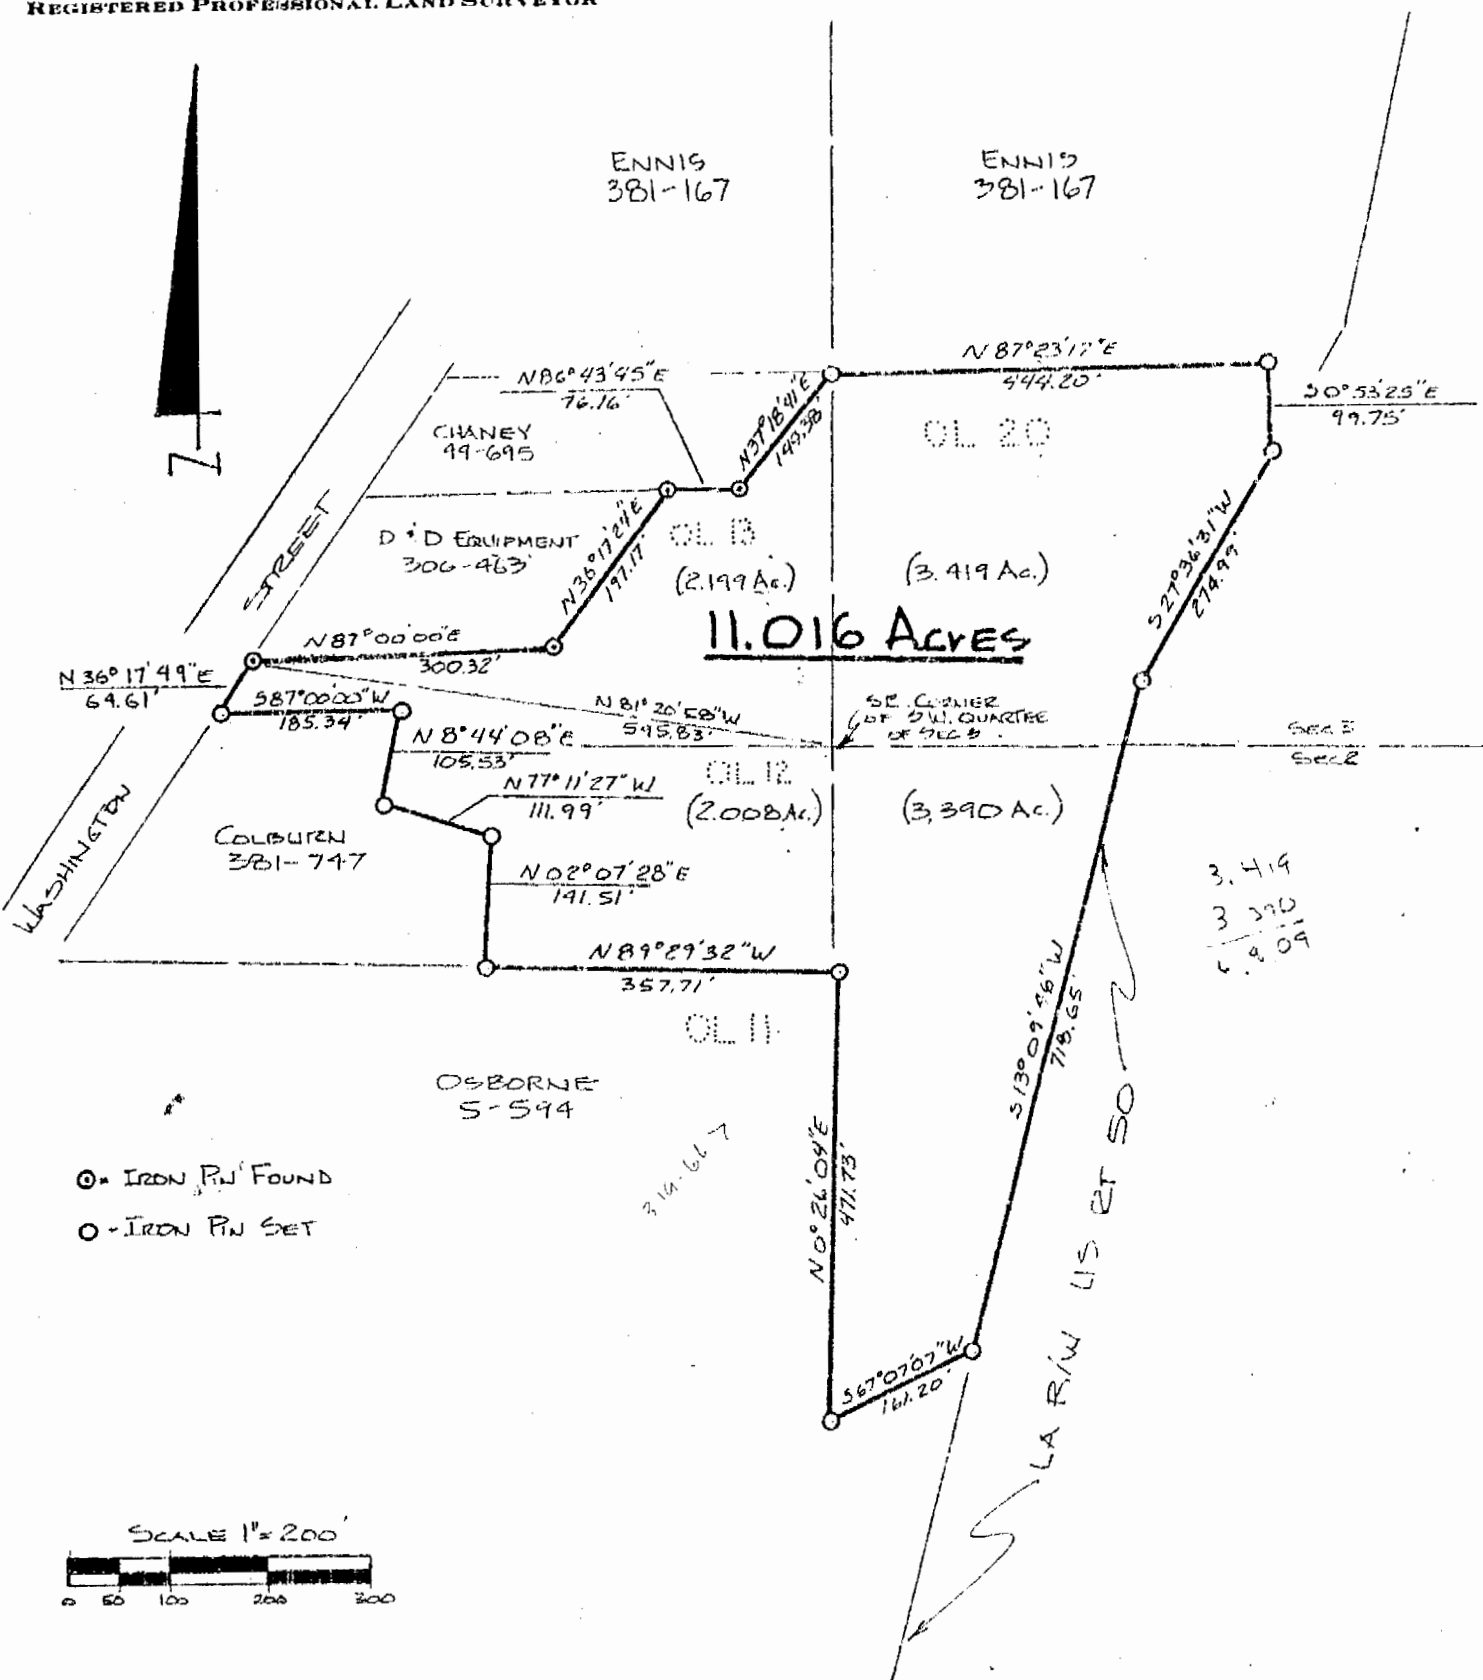 REGISTERED PROFESSIONAL LAND SURVEYOR
ENNIS
381-167
ENNIS
381-167
N 87°23'17"E
444.20'
N86°43'45"E
76.16'
20°53'25"E
99.75'
CHANEY
99-695
N37°18'41"E
149.38'
OL 20
STREET
D & D EQUIPMENT
306-463
N36°17'24"E
197.17'
OL 13
(2.199 Ac.)
(3.419 Ac.)
S27°36'31"W
274.99'
11.016 ACRES
N87°00'00"E
300.32'
N 36°17'49"E
64.61'
S87°00'00"W
185.34'
N 81°20'58"W
595.83'
SE. CORNER
OF S.W. QUARTER
OF SEC 3
SEC 3
SEC 2
N 8°44'08"E
105.53'
OL 12
(2.008 Ac.)
(3.390 Ac.)
N77°11'27"W
111.99'
WASHINGTON
COLBURN
381-747
N 02°07'28"E
141.51'
3.419
3 390
6.809
N89°29'32"W
357.71'
OL 11
S13°09'46"W
718.65'
OSBORNE
S-594
319-667
N0°26'04"E
471.73'
IRON PIN FOUND
IRON PIN SET
LA R/W US RT 50
S67°07'07"W
161.20'
SCALE 1"=200'
0 50 100 200 300
N